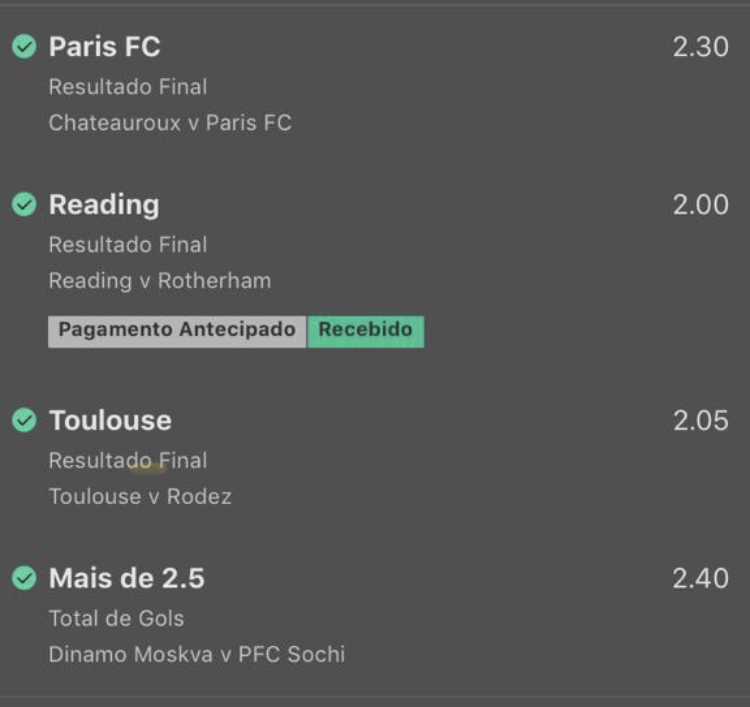 Paris FC 2.30
Resultado Final
Chateauroux v Paris FC
Reading 2.00
Resultado Final
Reading v Rotherham
Pagamento Antecipado Recebido
Toulouse 2.05
Resultado Final
Toulouse v Rodez
Mais de 2.5 2.40
Total de Gols
Dinamo Moskva v PFC Sochi